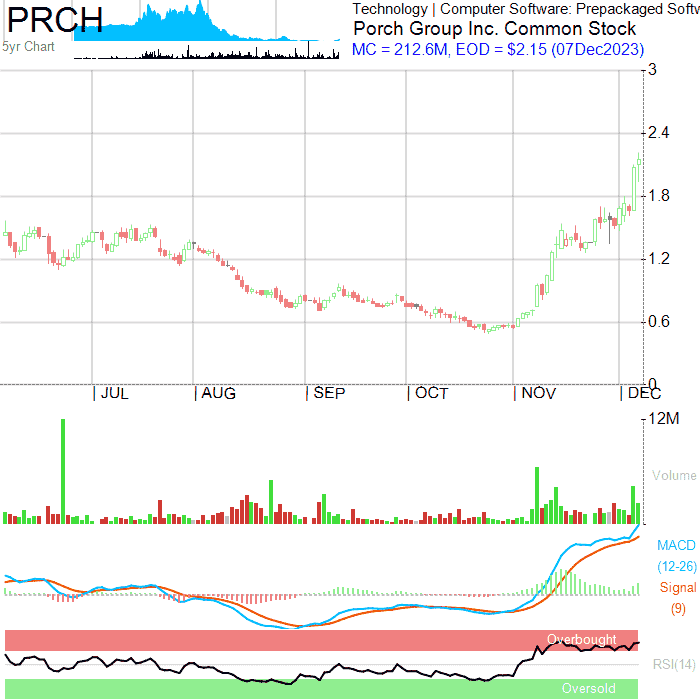 PRCH
5yr Chart
Technology | Computer Software: Prepackaged Softw
Porch Group Inc. Common Stock
MC = 212.6M, EOD = $2.15 (07Dec2023)
3
2.4
1.8
1.2
0.6
0
| JUL | AUG | SEP | OCT | NOV | DEC
12M
Volume
MACD
(12-26)
Signal
(9)
Overbought
RSI(14)
Oversold